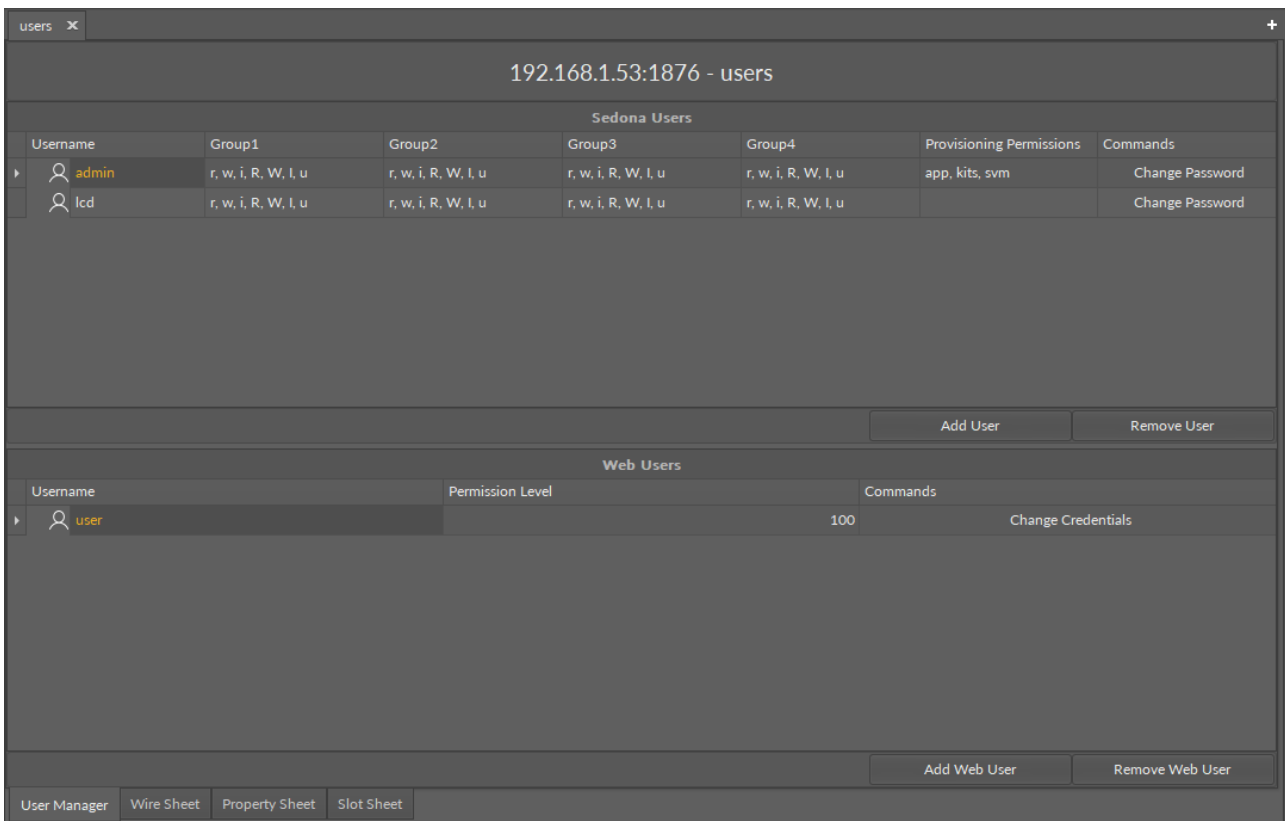 users ✕ +
192.168.1.53:1876 - users
Sedona Users
Username Group1 Group2 Group3 Group4 Provisioning Permissions Commands
admin r, w, i, R, W, I, u r, w, i, R, W, I, u r, w, i, R, W, I, u r, w, i, R, W, I, u app, kits, svm Change Password
lcd r, w, i, R, W, I, u r, w, i, R, W, I, u r, w, i, R, W, I, u r, w, i, R, W, I, u Change Password
Add User Remove User
Web Users
Username Permission Level Commands
user 100 Change Credentials
Add Web User Remove Web User
User Manager Wire Sheet Property Sheet Slot Sheet